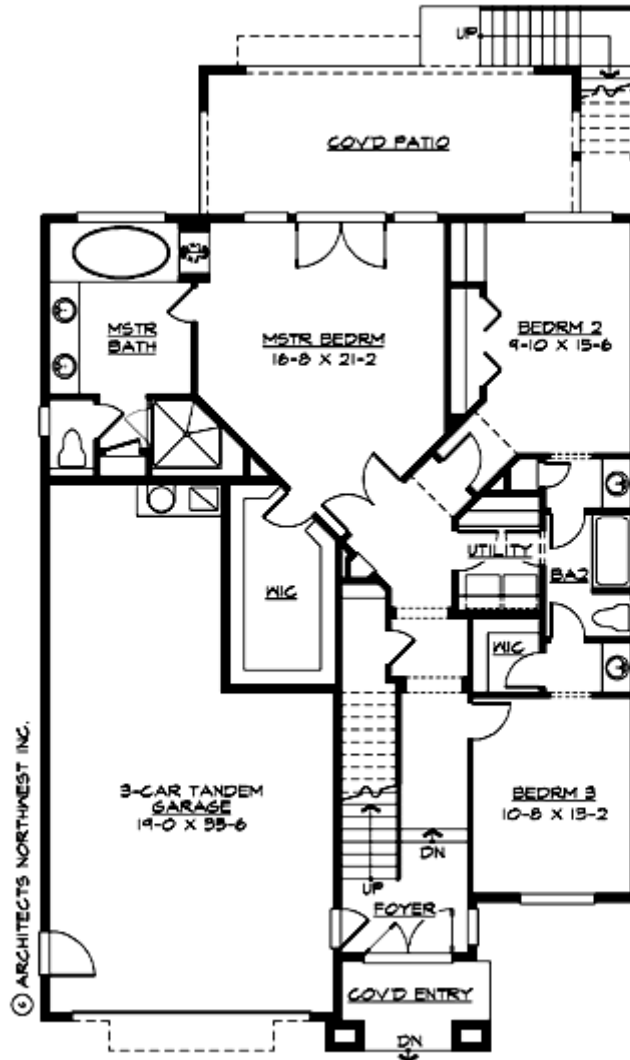 UP
COV'D PATIO
MSTR
BATH
MSTR BEDRM
16-8 X 21-2
BEDRM 2
9-10 X 15-6
UTILITY
BA2
WIC
WIC
3-CAR TANDEM
GARAGE
19-0 X 35-6
BEDRM 3
10-8 X 13-2
DN
UP
FOYER
COV'D ENTRY
DN
© ARCHITECTS NORTHWEST INC.